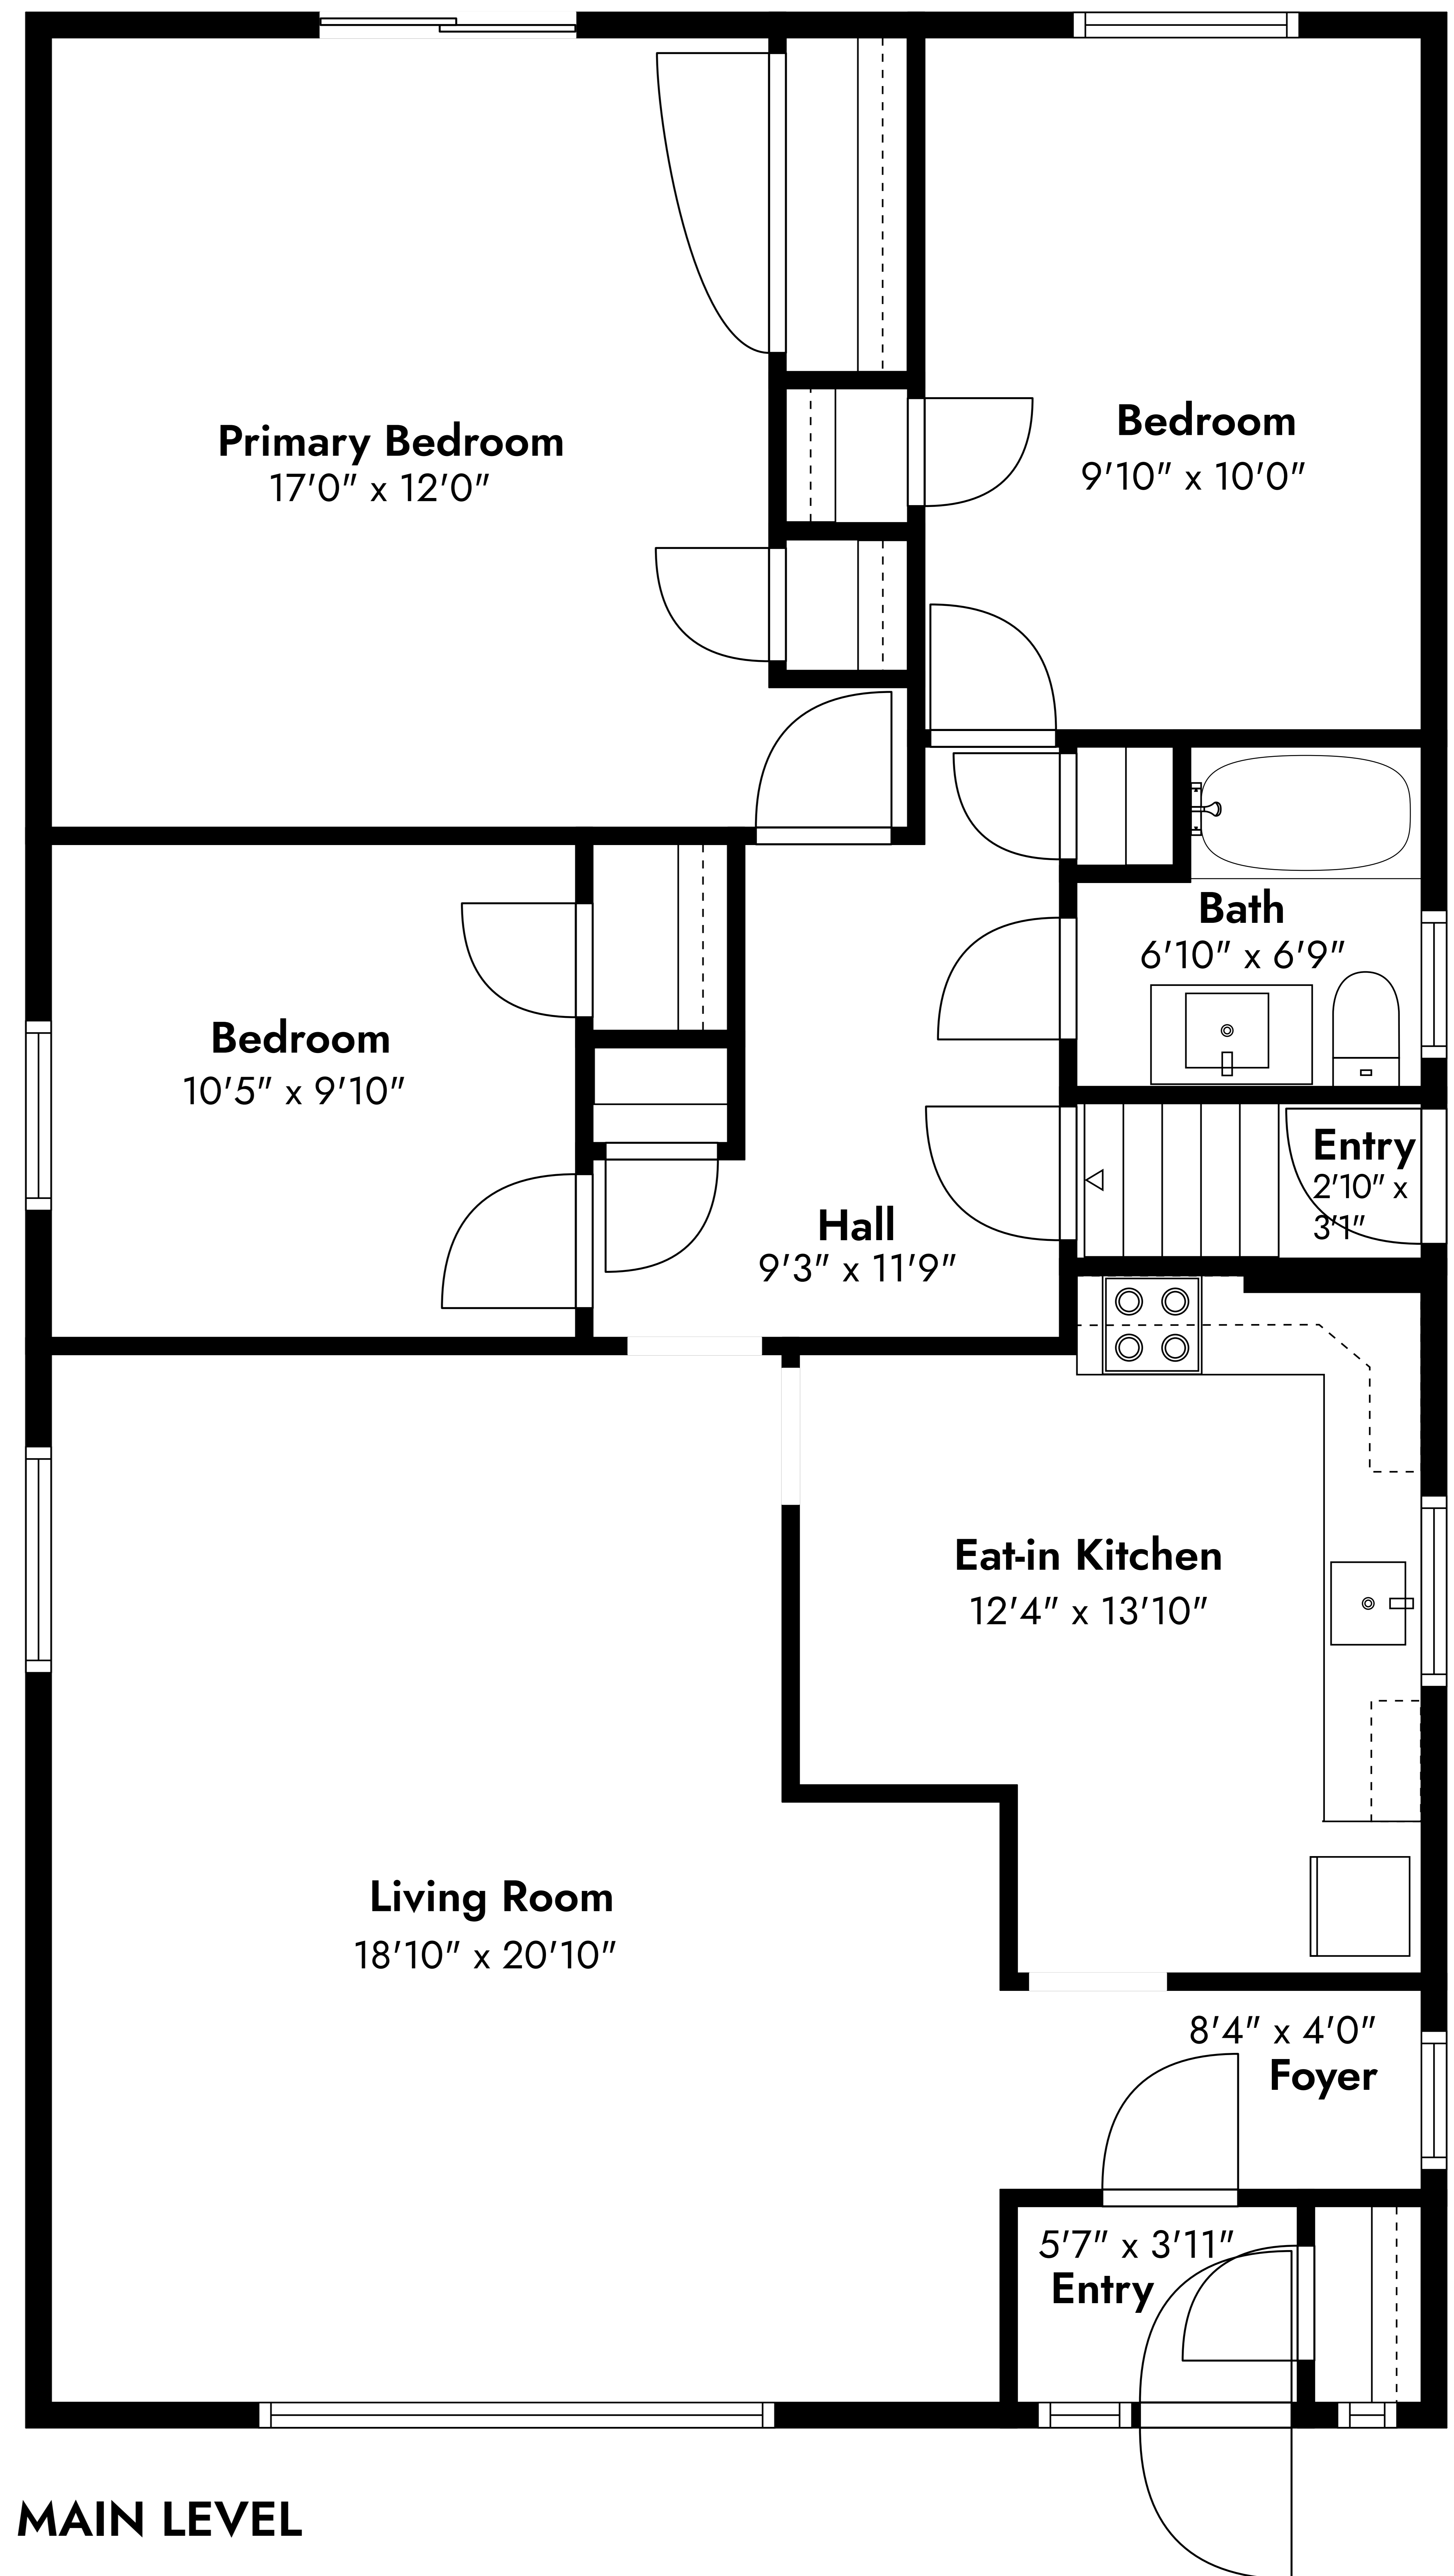 Primary Bedroom
17'0" x 12'0"
Bedroom
9'10" x 10'0"
Bath
6'10" x 6'9"
Bedroom
10'5" x 9'10"
Entry
2'10" x
3'1"
Hall
9'3" x 11'9"
Eat-in Kitchen
12'4" x 13'10"
Living Room
18'10" x 20'10"
8'4" x 4'0"
Foyer
5'7" x 3'11"
Entry
MAIN LEVEL